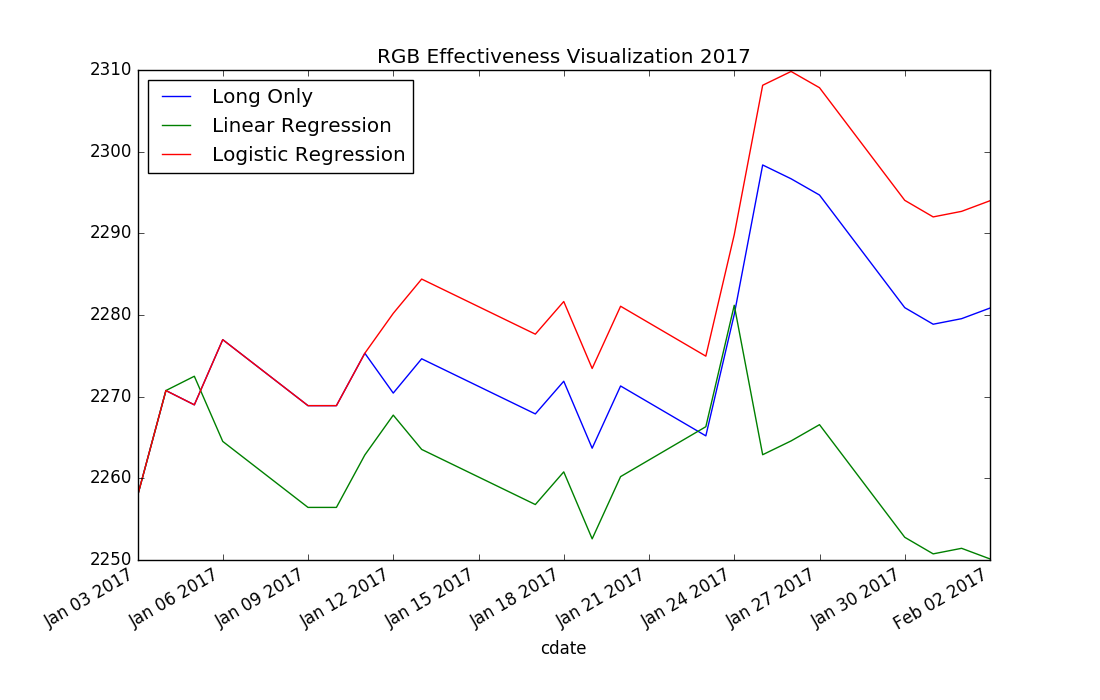 RGB Effectiveness Visualization 2017
Long Only
Linear Regression
Logistic Regression
2310
2300
2290
2280
2270
2260
2250
Jan 03 2017
Jan 06 2017
Jan 09 2017
Jan 12 2017
Jan 15 2017
Jan 18 2017
Jan 21 2017
Jan 24 2017
Jan 27 2017
Jan 30 2017
Feb 02 2017
cdate